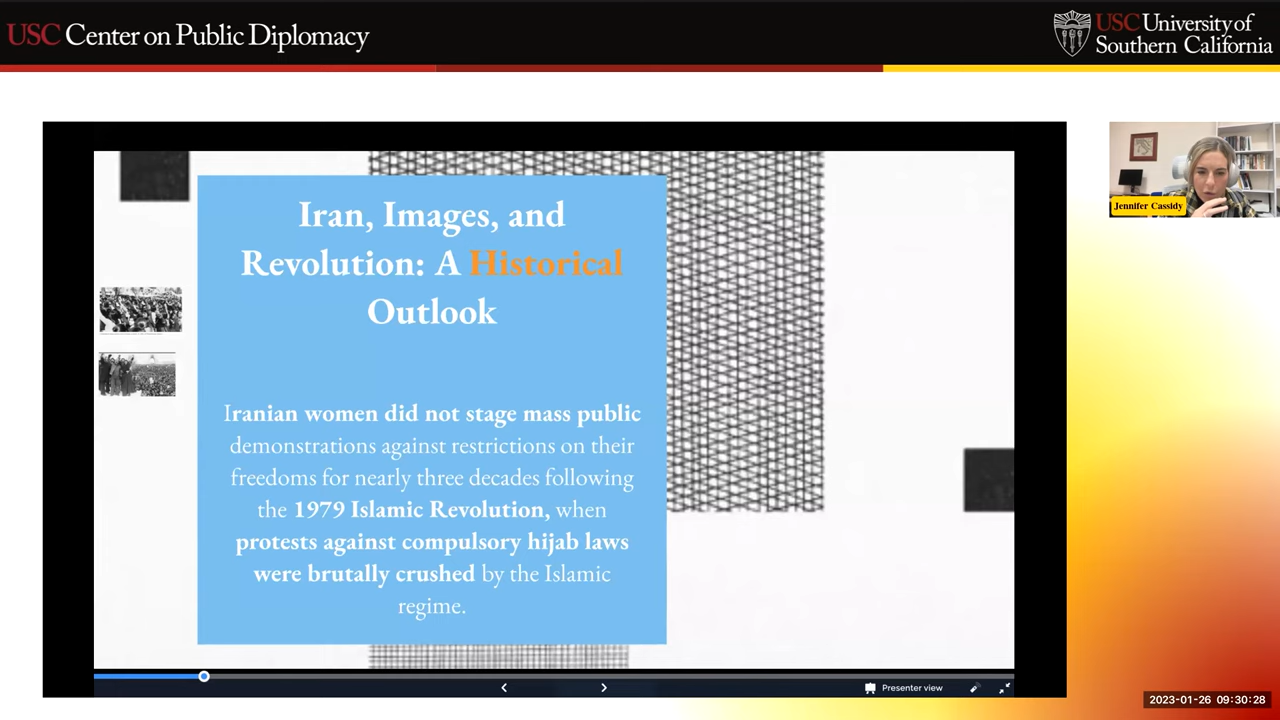 USC Center on Public Diplomacy
USC University of
Southern California
Iran, Images, and
Revolution: A Historical
Outlook
Iranian women did not stage mass public
demonstrations against restrictions on their
freedoms for nearly three decades following
the 1979 Islamic Revolution, when
protests against compulsory hijab laws
were brutally crushed by the Islamic
regime.
Jennifer Cassidy
Presenter view
2023-01-26 09:30:28